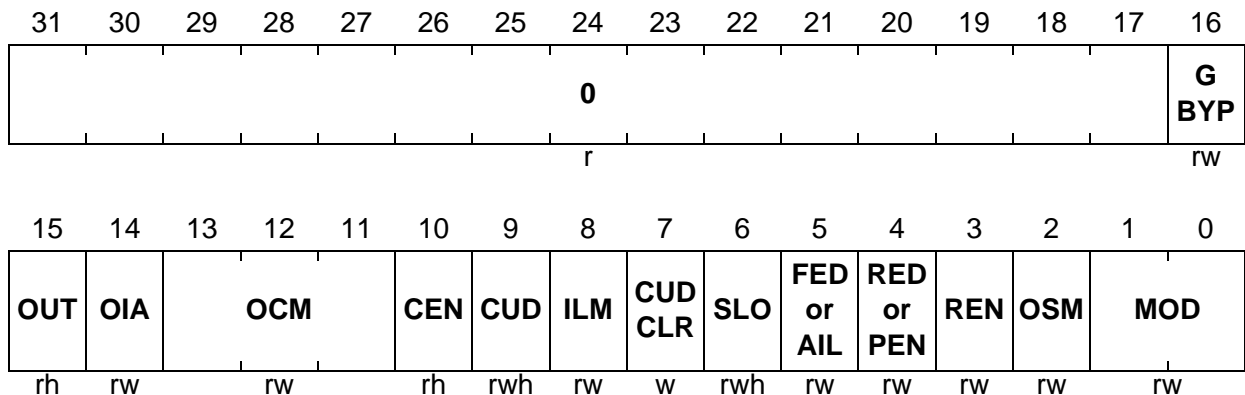 31 30 29 28 27 26 25 24 23 22 21 20 19 18 17 16
0 G
BYP
r rw
15 14 13 12 11 10 9 8 7 6 5 4 3 2 1 0
OUT OIA OCM CEN CUD ILM CUD CLR SLO FED or AIL RED or PEN REN OSM MOD
rh rw rw rh rwh rw w rwh rw rw rw rw rw